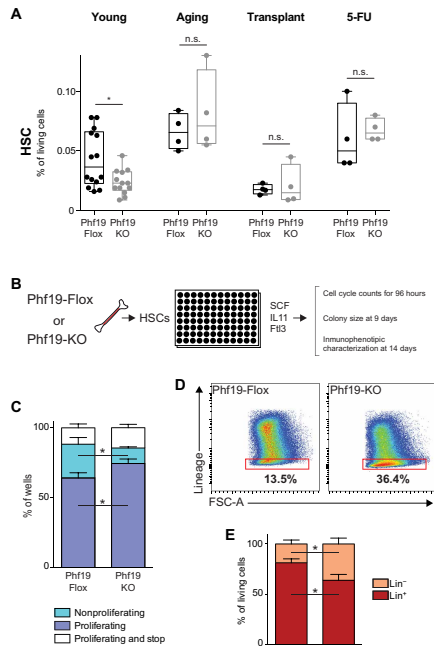 A
Young Aging Transplant 5-FU
HSC
% of living cells
0.10
0.05
0
*
n.s.
n.s.
n.s.
Phf19 Phf19 Phf19 Phf19 Phf19 Phf19 Phf19 Phf19
Flox KO Flox KO Flox KO Flox KO
B
Phf19-Flox
or
Phf19-KO
HSCs
SCF
IL11
Ftl3
Cell cycle counts for 96 hours
Colony size at 9 days
Immunophenotipic
characterization at 14 days
C
% of wells
100
50
0
*
*
Phf19 Phf19
Flox KO
Nonproliferating
Proliferating
Proliferating and stop
D
Phf19-Flox Phf19-KO
Lineage
13.5% 36.4%
FSC-A
E
% of living cells
100
50
0
*
*
Lin⁻
Lin⁺